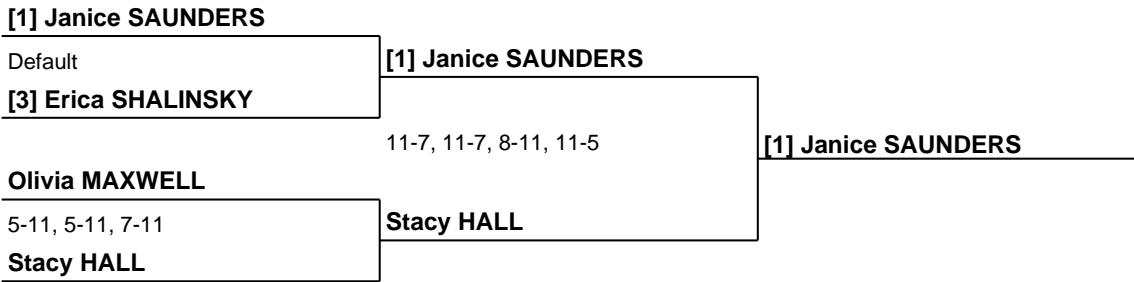 [1] Janice SAUNDERS
Default
[1] Janice SAUNDERS
[3] Erica SHALINSKY
11-7, 11-7, 8-11, 11-5
[1] Janice SAUNDERS
Olivia MAXWELL
5-11, 5-11, 7-11
Stacy HALL
Stacy HALL